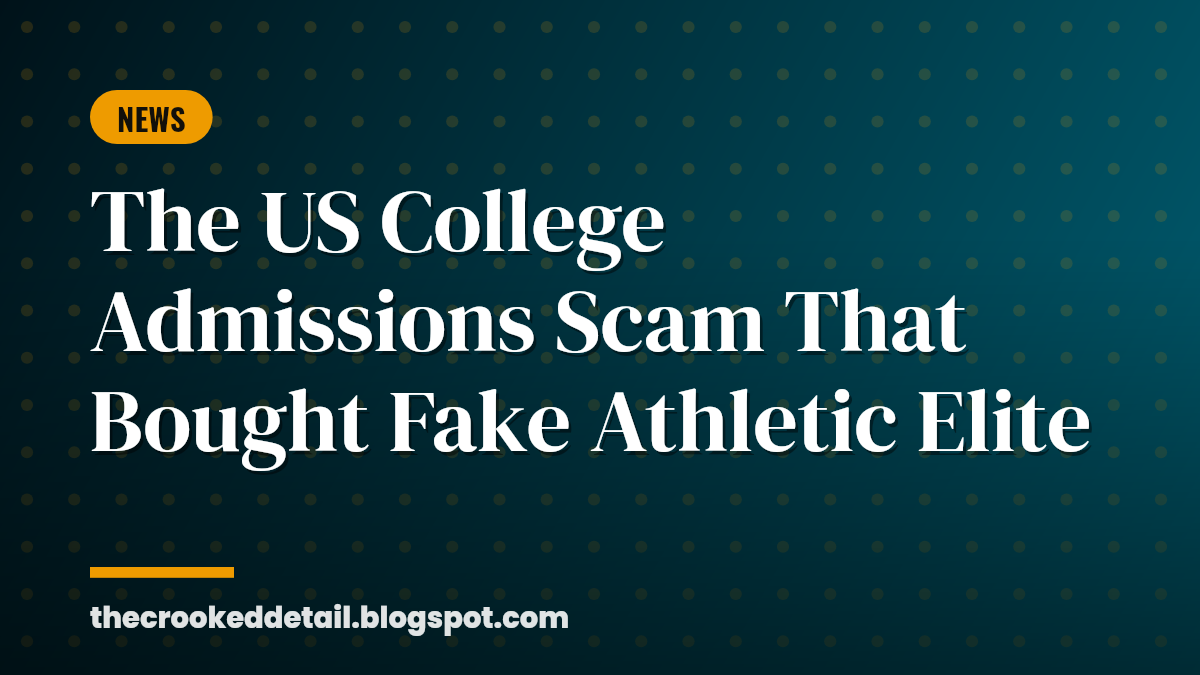 NEWS
The US College
Admissions Scam That
Bought Fake Athletic Elite
thecrookeddetail.blogspot.com